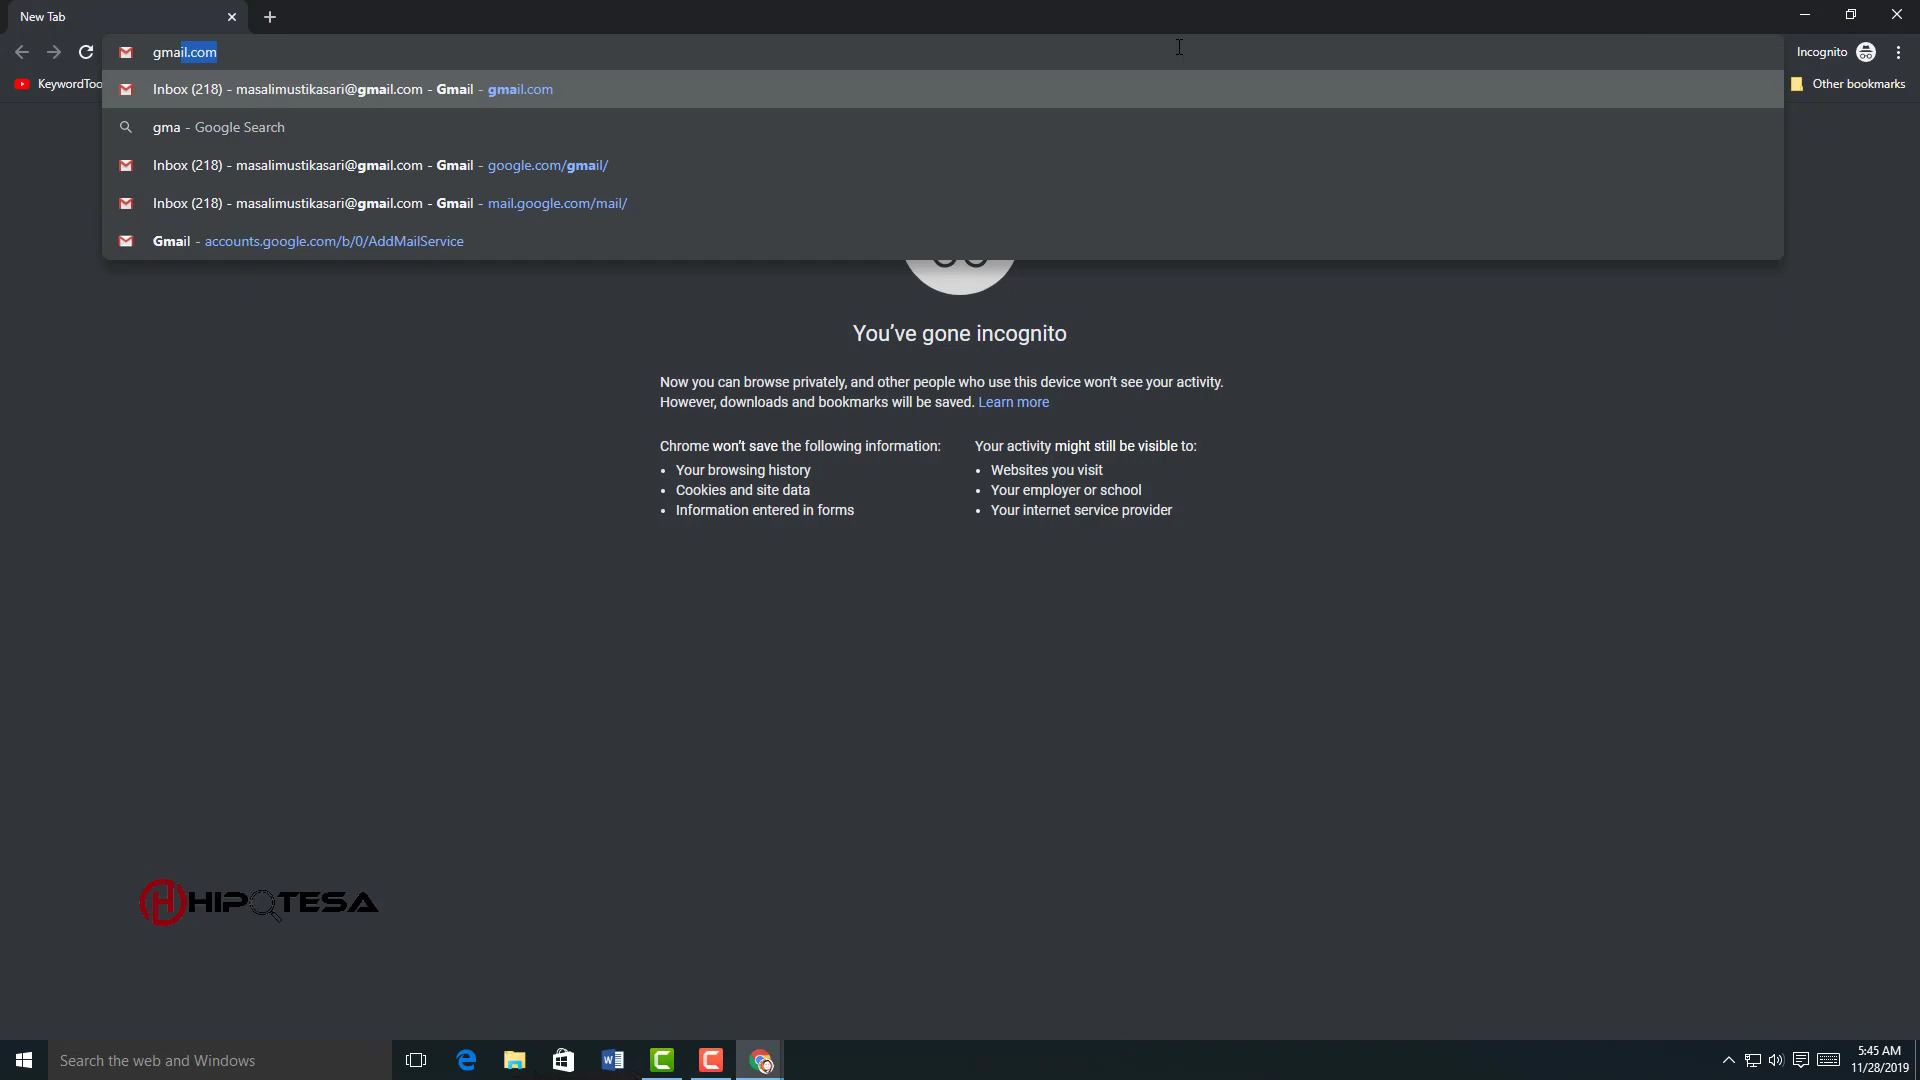 New Tab
gmail.com
Incognito
KeywordToo
Other bookmarks
Inbox (218) - masalimustikasari@gmail.com - Gmail - gmail.com
gma - Google Search
Inbox (218) - masalimustikasari@gmail.com - Gmail - google.com/gmail/
Inbox (218) - masalimustikasari@gmail.com - Gmail - mail.google.com/mail/
Gmail - accounts.google.com/b/0/AddMailService
You've gone incognito
Now you can browse privately, and other people who use this device won't see your activity.
However, downloads and bookmarks will be saved. Learn more
Chrome won't save the following information:
Your browsing history
Cookies and site data
Information entered in forms
Your activity might still be visible to:
Websites you visit
Your employer or school
Your internet service provider
HIPOTESA
Search the web and Windows
5:45 AM
11/28/2019